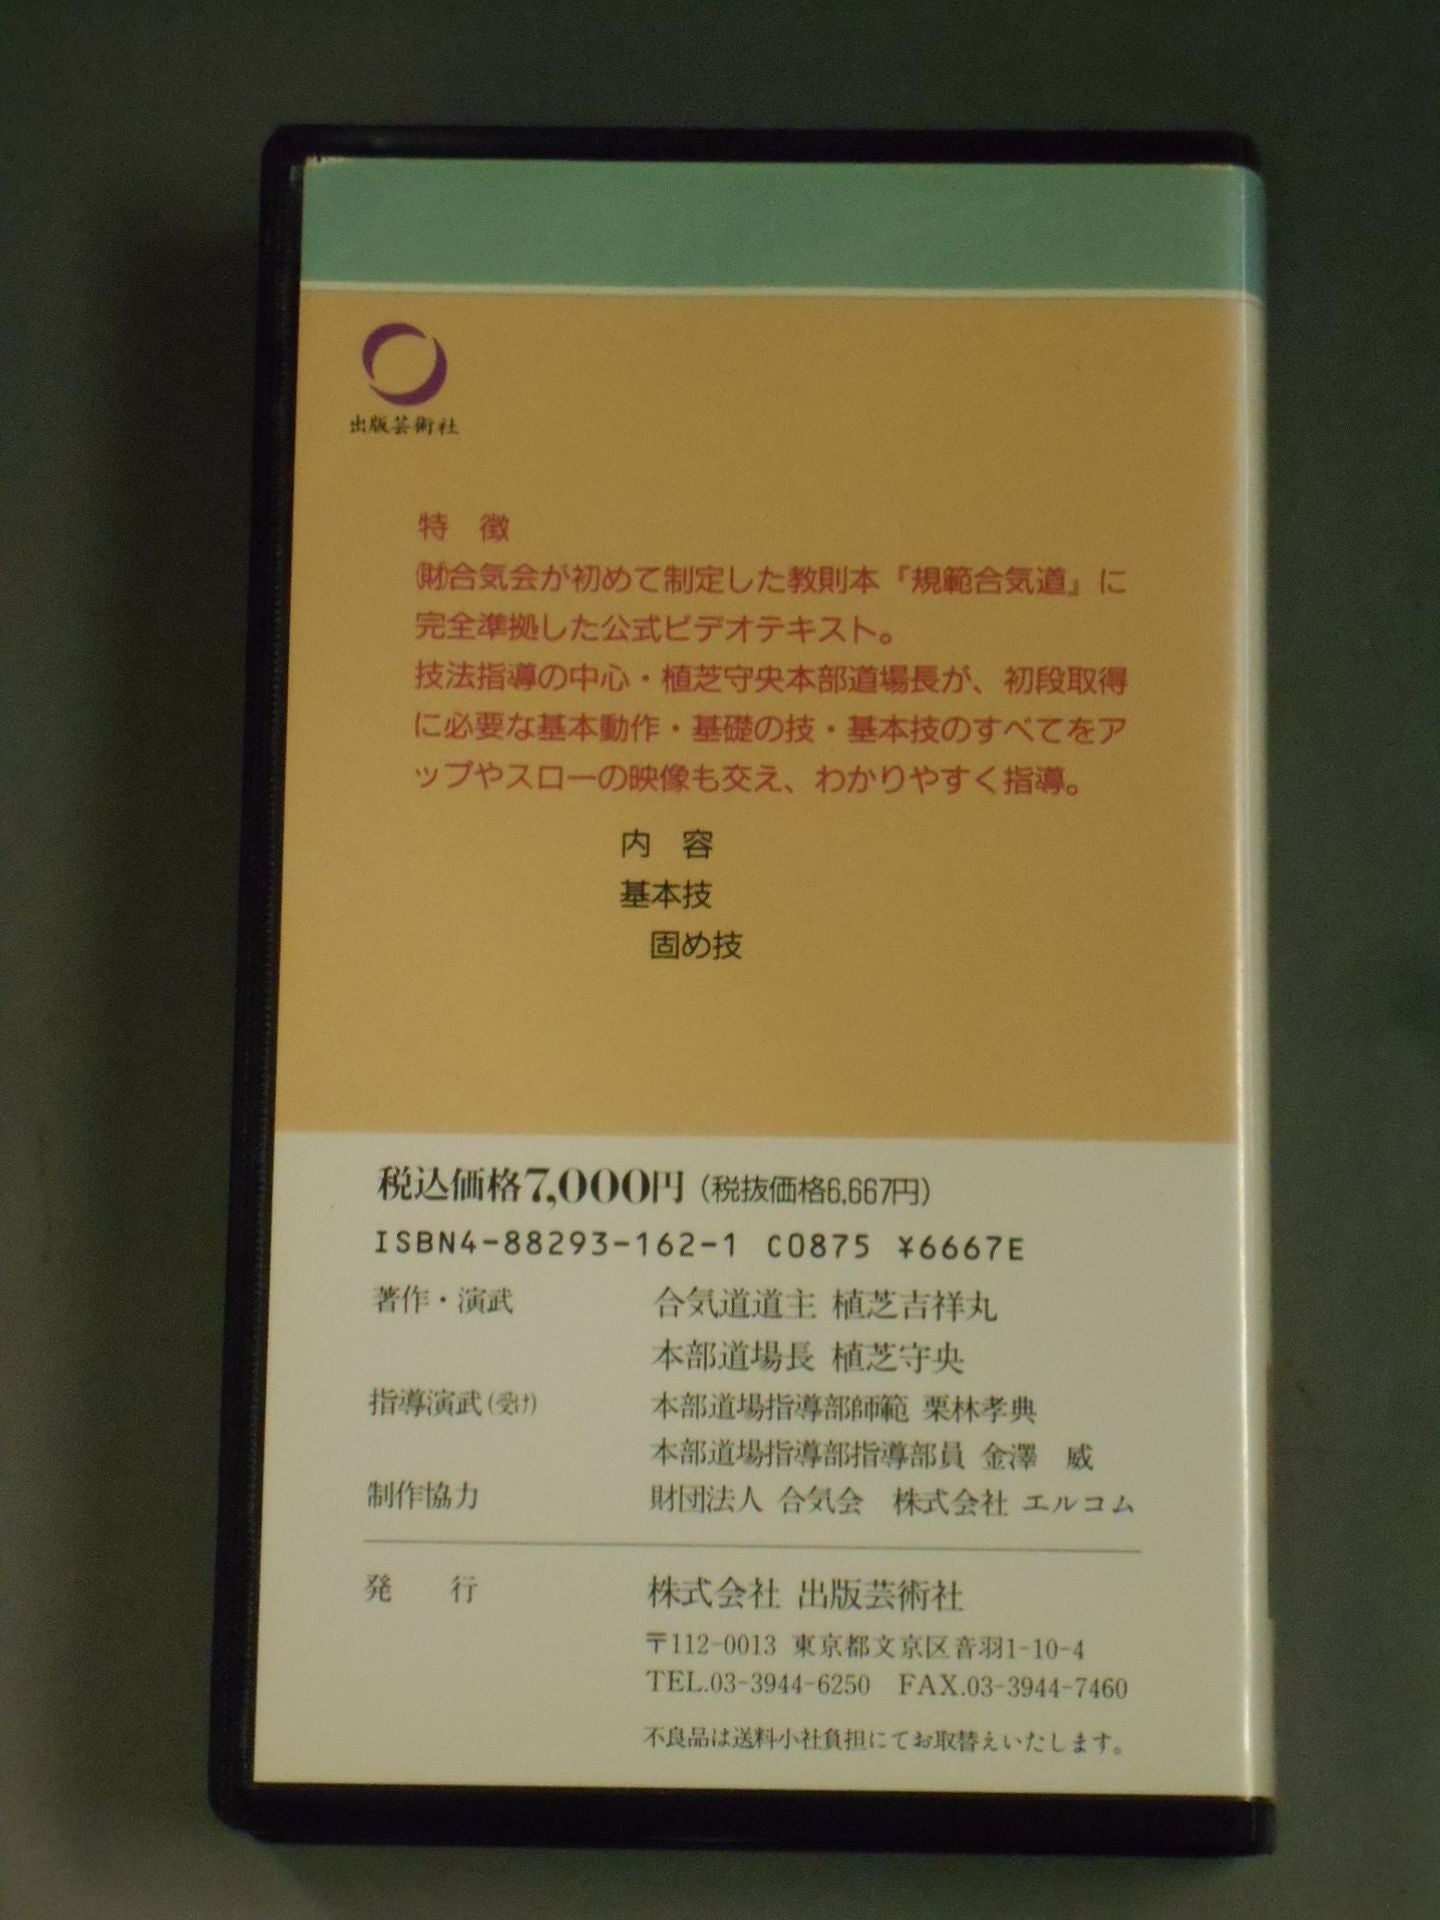 出版芸術社
特 徴
㈶合気会が初めて制定した教則本『規範合気道』に
完全準拠した公式ビデオテキスト。
技法指導の中心・植芝守央本部道場長が、初段取得
に必要な基本動作・基礎の技・基本技のすべてをア
ップやスローの映像も交え、わかりやすく指導。
内 容
基本技
固め技
税込価格7,000円（税抜価格6,667円）
ISBN4-88293-162-1 C0875 ¥6667E
著作・演武 合気道道主 植芝吉祥丸
本部道場長 植芝守央
指導演武(受け) 本部道場指導部師範 栗林孝典
本部道場指導部指導部員 金澤 威
制作協力 財団法人 合気会 株式会社 エルコム
発 行 株式会社 出版芸術社
〒112-0013 東京都文京区音羽1-10-4
TEL.03-3944-6250 FAX.03-3944-7460
不良品は送料小社負担にてお取替えいたします。